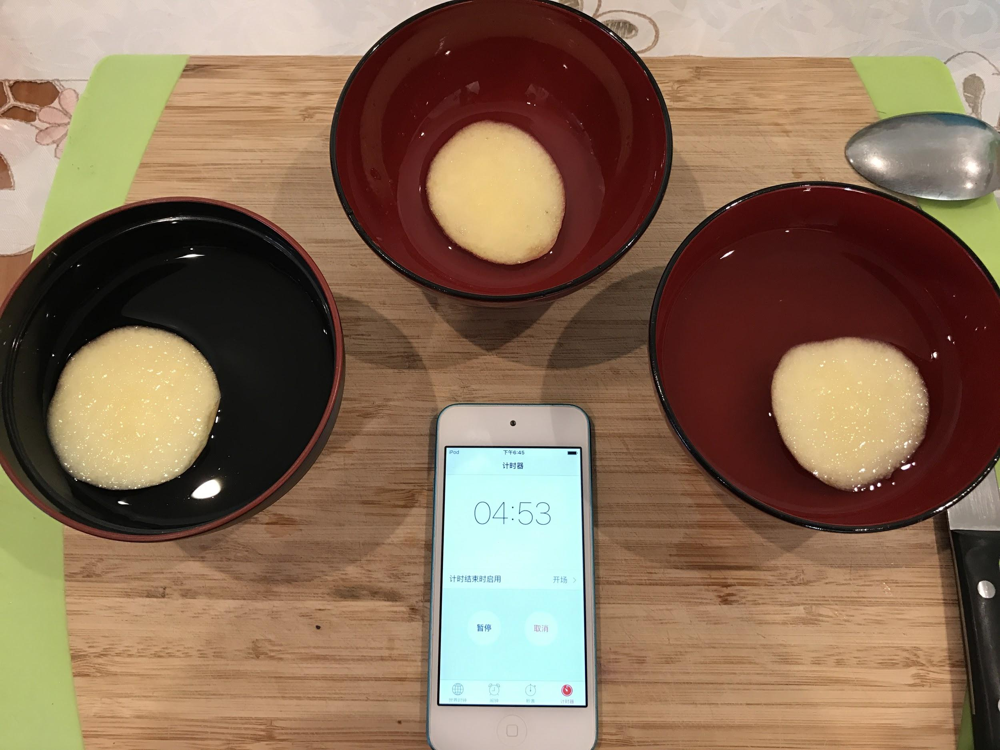 iPod 下午6:45
计时器
04:53
计时结束时启用 开场
暂停 取消
世界时钟 闹钟 秒表 计时器